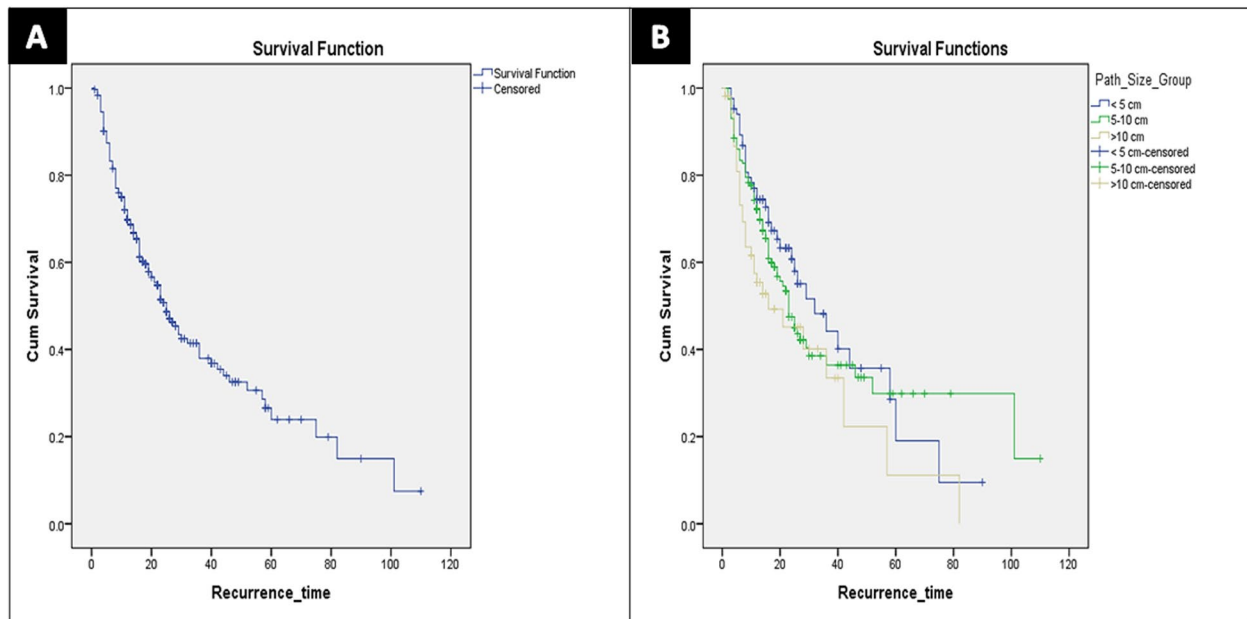 A
Survival Function
Survival Function
Censored
1.0
0.8
0.6
0.4
0.2
0.0
Cum Survival
0 20 40 60 80 100 120
Recurrence_time
B
Survival Functions
Path_Size_Group
< 5 cm
5-10 cm
>10 cm
< 5 cm-censored
5-10 cm-censored
>10 cm-censored
1.0
0.8
0.6
0.4
0.2
0.0
Cum Survival
0 20 40 60 80 100 120
Recurrence_time